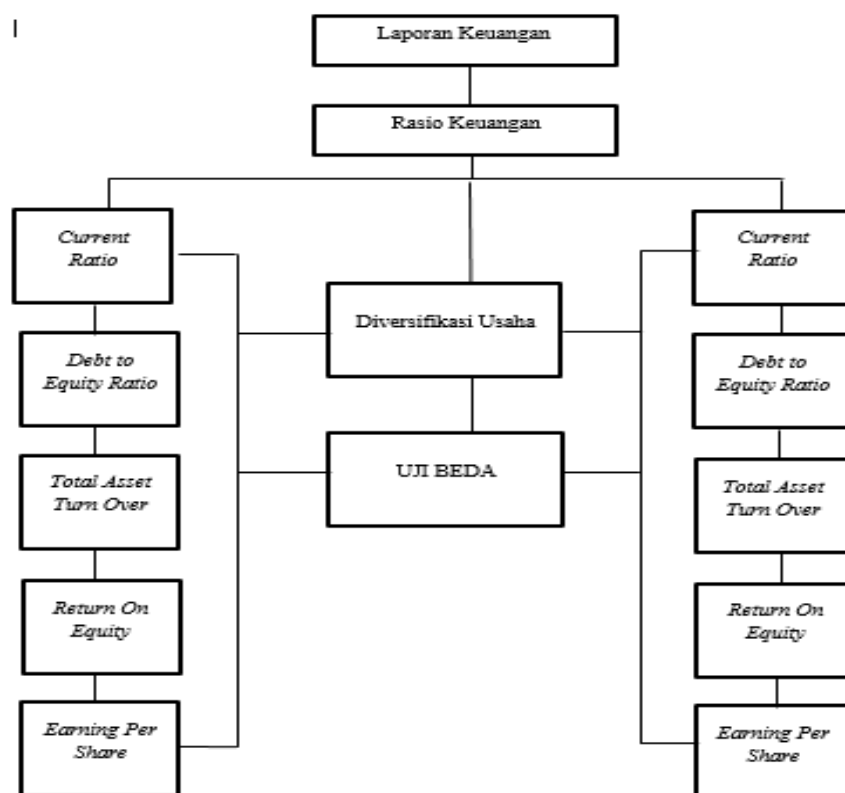 Laporan Keuangan
Rasio Keuangan
Current
Ratio
Debt to
Equity Ratio
Total Asset
Turn Over
Return On
Equity
Earning Per
Share
Diversifikasi Usaha
UJI BEDA
Current
Ratio
Debt to
Equity Ratio
Total Asset
Turn Over
Return On
Equity
Earning Per
Share